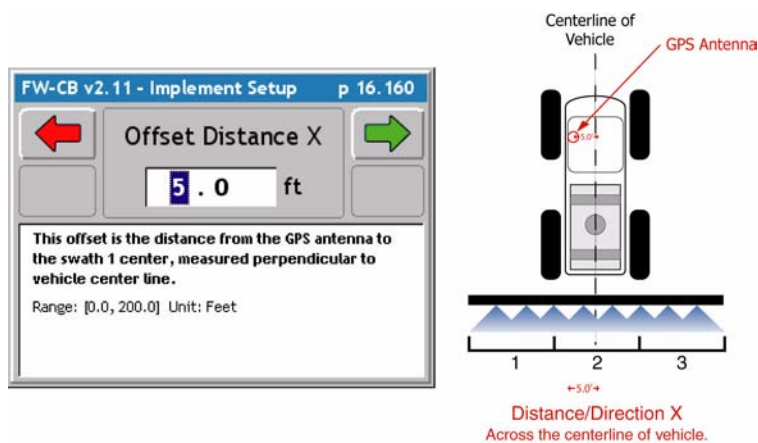 FW-CB v2.11 - Implement Setup p 16.160
Offset Distance X
5.0 ft
This offset is the distance from the GPS antenna to
the swath 1 center, measured perpendicular to
vehicle center line.
Range: [0.0, 200.0] Unit: Feet
Centerline of
Vehicle
GPS Antenna
5.0'
1 2 3
5.0'
Distance/Direction X
Across the centerline of vehicle.